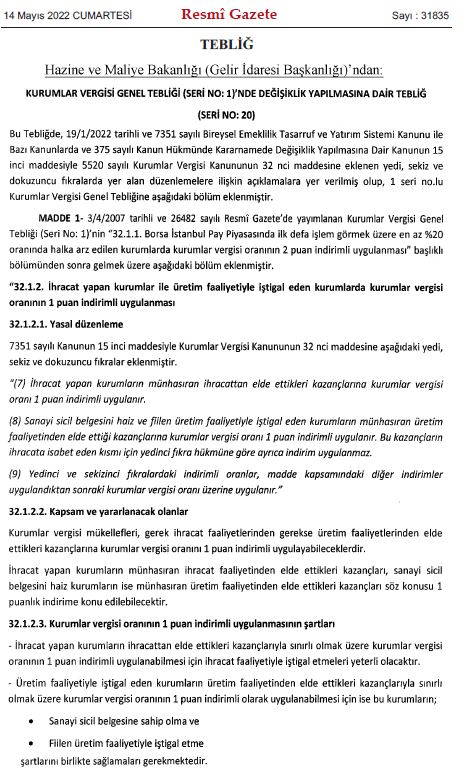 14 Mayıs 2022 CUMARTESİ Resmî Gazete Sayı : 31835
TEBLİĞ
Hazine ve Maliye Bakanlığı (Gelir İdaresi Başkanlığı)'ndan:
KURUMLAR VERGİSİ GENEL TEBLİĞİ (SERİ NO: 1)'NDE DEĞİŞİKLİK YAPILMASINA DAİR TEBLİĞ
(SERİ NO: 20)
Bu Tebliğde, 19/1/2022 tarihli ve 7351 sayılı Bireysel Emeklilik Tasarruf ve Yatırım Sistemi Kanunu ile
Bazı Kanunlarda ve 375 sayılı Kanun Hükmünde Kararnamede Değişiklik Yapılmasına Dair Kanunun 15
inci maddesiyle 5520 sayılı Kurumlar Vergisi Kanununun 32 nci maddesine eklenen yedi, sekiz ve
dokuzuncu fıkralarda yer alan düzenlemelere ilişkin açıklamalara yer verilmiş olup, 1 seri no.lu
Kurumlar Vergisi Genel Tebliğine aşağıdaki bölüm eklenmiştir.
MADDE 1- 3/4/2007 tarihli ve 26482 sayılı Resmî Gazete'de yayımlanan Kurumlar Vergisi Genel
Tebliği (Seri No: 1)'nin "32.1.1. Borsa İstanbul Pay Piyasasında ilk defa işlem görmek üzere en az %20
oranında halka arz edilen kurumlarda kurumlar vergisi oranının 2 puan indirimli uygulanması" başlıklı
bölümünden sonra gelmek üzere aşağıdaki bölüm eklenmiştir.
"32.1.2. İhracat yapan kurumlar ile üretim faaliyetiyle iştigal eden kurumlarda kurumlar vergisi
oranının 1 puan indirimli uygulanması
32.1.2.1. Yasal düzenleme
7351 sayılı Kanunun 15 inci maddesiyle Kurumlar Vergisi Kanununun 32 nci maddesine aşağıdaki yedi,
sekiz ve dokuzuncu fıkralar eklenmiştir.
"(7) İhracat yapan kurumların münhasıran ihracattan elde ettikleri kazançlarına kurumlar vergisi
oranı 1 puan indirimli uygulanır.
(8) Sanayi sicil belgesini haiz ve fiilen üretim faaliyetiyle iştigal eden kurumların münhasıran üretim
faaliyetinden elde ettiği kazançlarına kurumlar vergisi oranı 1 puan indirimli uygulanır. Bu kazançların
ihracata isabet eden kısmı için yedinci fıkra hükmüne göre ayrıca indirim uygulanmaz.
(9) Yedinci ve sekizinci fıkralardaki indirimli oranlar, madde kapsamındaki diğer indirimler
uygulandıktan sonraki kurumlar vergisi oranı üzerine uygulanır."
32.1.2.2. Kapsam ve yararlanacak olanlar
Kurumlar vergisi mükellefleri, gerek ihracat faaliyetlerinden gerekse üretim faaliyetlerinden elde
ettikleri kazançlarına kurumlar vergisi oranını 1 puan indirimli uygulayabileceklerdir.
İhracat yapan kurumların münhasıran ihracat faaliyetinden elde ettikleri kazançları, sanayi sicil
belgesini haiz kurumların ise münhasıran üretim faaliyetinden elde ettikleri kazançları söz konusu 1
puanlık indirime konu edilebilecektir.
32.1.2.3. Kurumlar vergisi oranının 1 puan indirimli uygulanmasının şartları
- İhracat yapan kurumların ihracattan elde ettikleri kazançlarıyla sınırlı olmak üzere kurumlar vergisi
oranının 1 puan indirimli uygulanabilmesi için ihracat faaliyetiyle iştigal etmeleri yeterli olacaktır.
- Üretim faaliyetiyle iştigal eden kurumların üretim faaliyetinden elde ettikleri kazançlarıyla sınırlı
olmak üzere kurumlar vergisi oranının 1 puan indirimli olarak uygulanabilmesi için ise bu kurumların;
• Sanayi sicil belgesine sahip olma ve
• Fiilen üretim faaliyetiyle iştigal etme
şartlarını birlikte sağlamaları gerekmektedir.